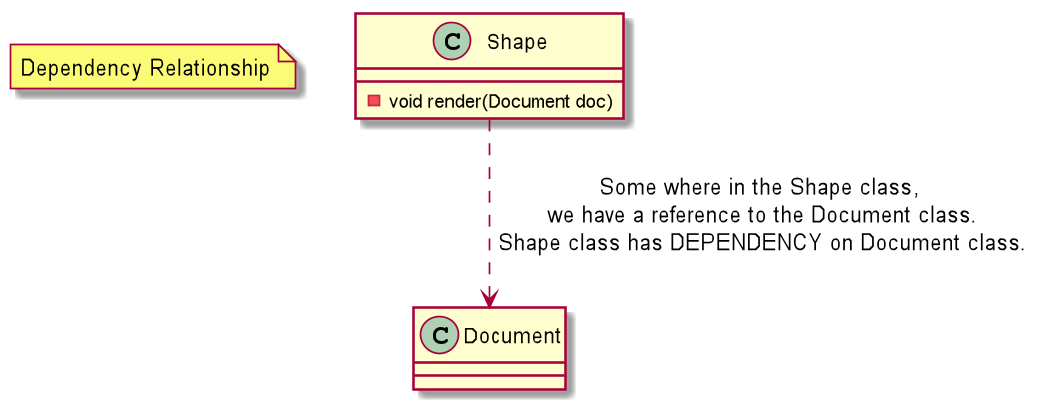 Dependency Relationship
C Shape
void render(Document doc)
Some where in the Shape class,
we have a reference to the Document class.
Shape class has DEPENDENCY on Document class.
C Document